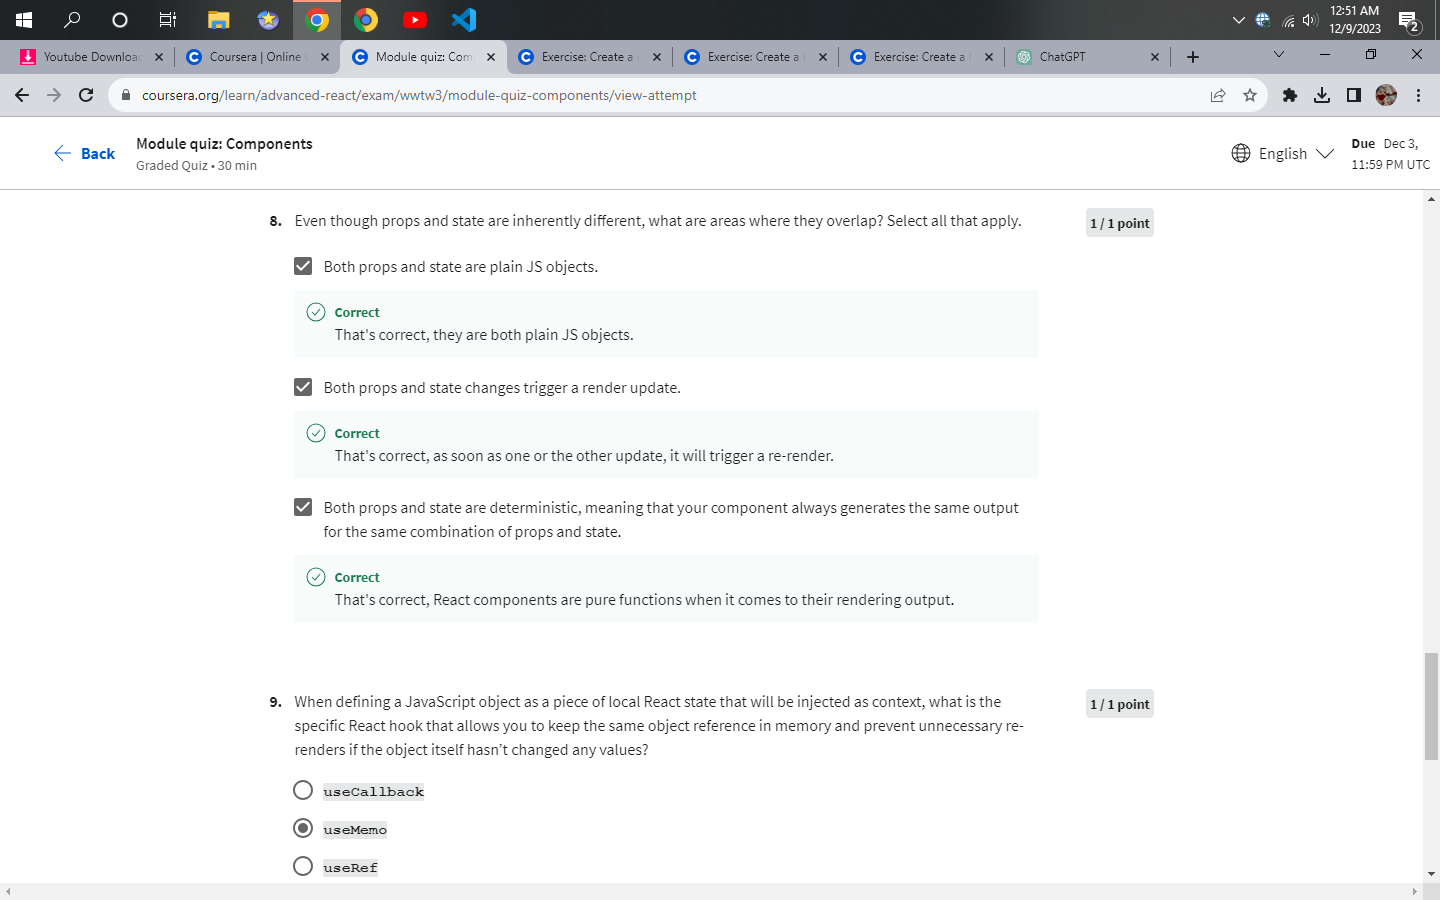 12:51 AM
12/9/2023
2
Youtube Downloa
Coursera | Online
Module quiz: Com
Exercise: Create a
Exercise: Create a
Exercise: Create a
ChatGPT
coursera.org/learn/advanced-react/exam/wwtw3/module-quiz-components/view-attempt
Back
Module quiz: Components
Graded Quiz • 30 min
English
Due Dec 3,
11:59 PM UTC
8. Even though props and state are inherently different, what are areas where they overlap? Select all that apply.
1 / 1 point
Both props and state are plain JS objects.
Correct
That's correct, they are both plain JS objects.
Both props and state changes trigger a render update.
Correct
That's correct, as soon as one or the other update, it will trigger a re-render.
Both props and state are deterministic, meaning that your component always generates the same output
for the same combination of props and state.
Correct
That's correct, React components are pure functions when it comes to their rendering output.
9. When defining a JavaScript object as a piece of local React state that will be injected as context, what is the
1 / 1 point
specific React hook that allows you to keep the same object reference in memory and prevent unnecessary re-
renders if the object itself hasn’t changed any values?
useCallback
useMemo
useRef